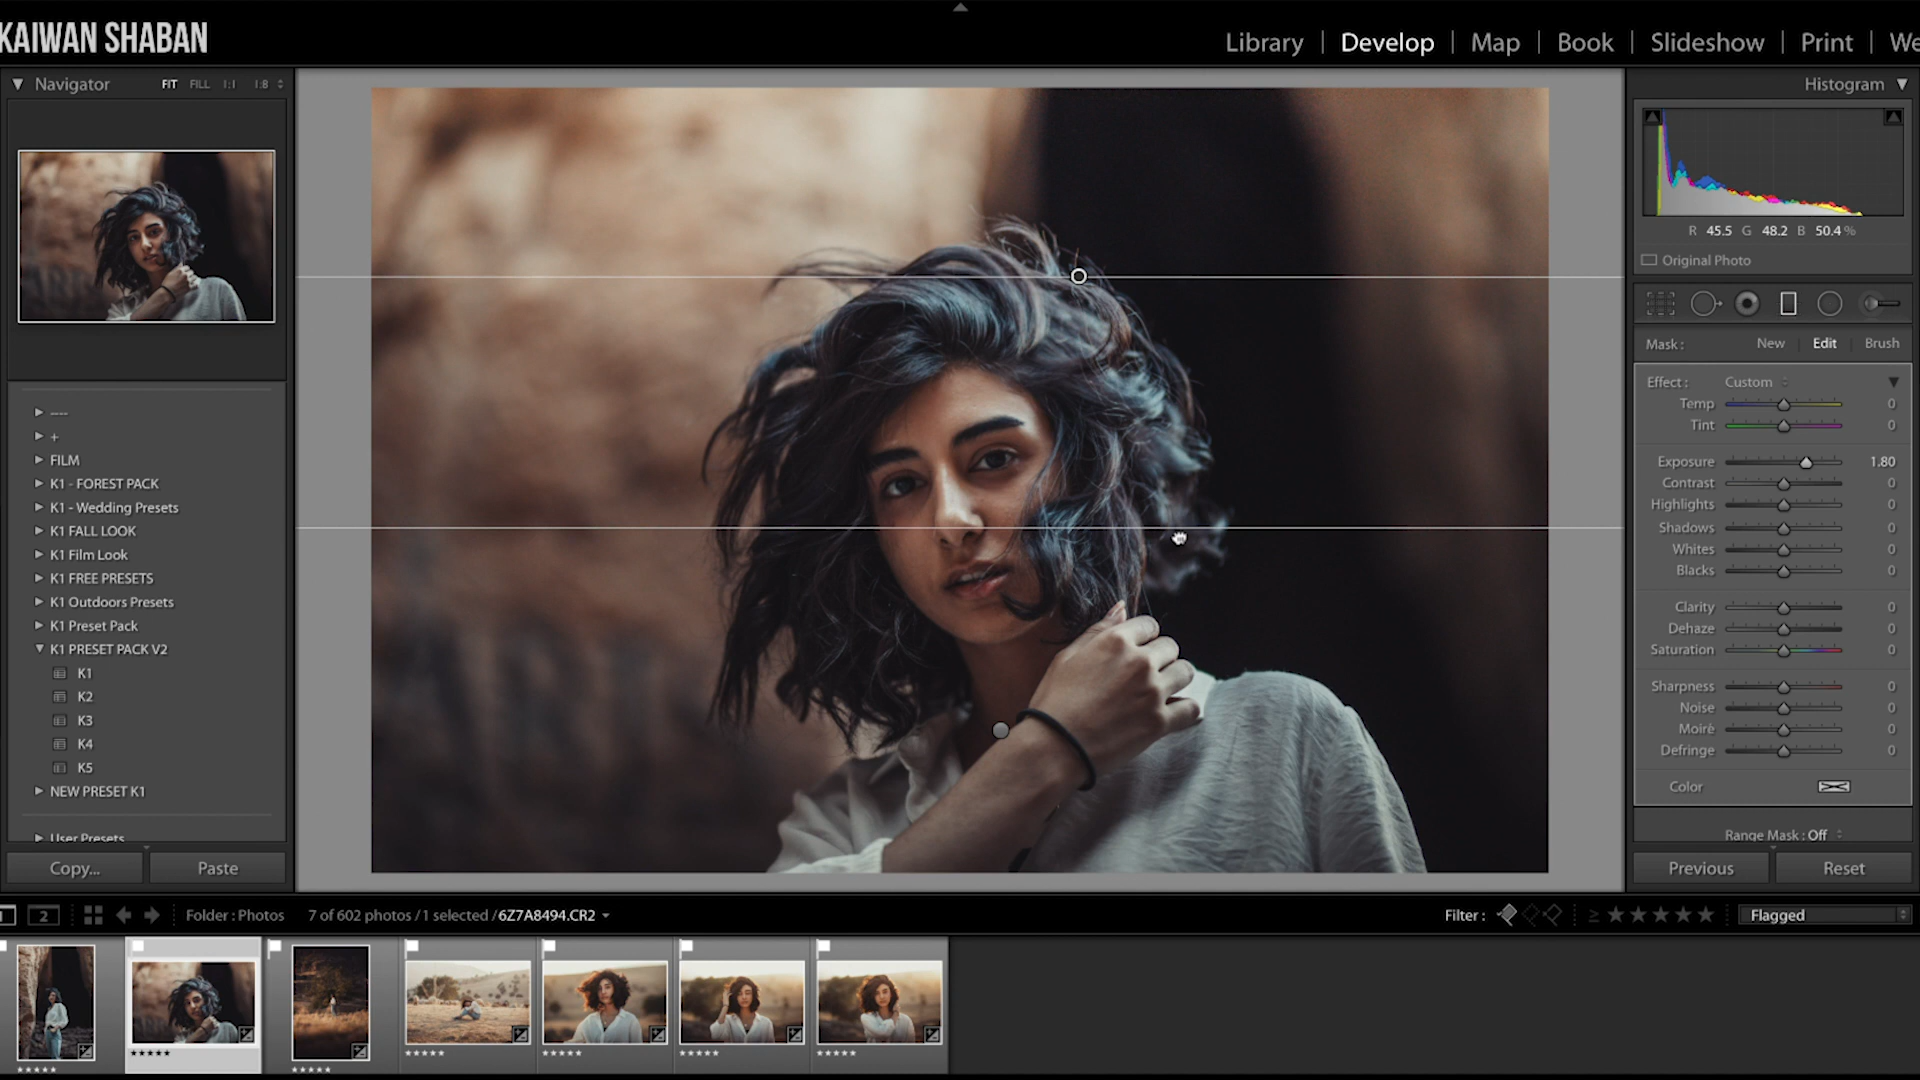 KAIWAN SHABAN
Library | Develop | Map | Book | Slideshow | Print | We
Navigator FIT FILL 1:1 1:8
----
+
FILM
K1 - FOREST PACK
K1 - Wedding Presets
K1 FALL LOOK
K1 Film Look
K1 FREE PRESETS
K1 Outdoors Presets
K1 Preset Pack
K1 PRESET PACK V2
K1
K2
K3
K4
K5
NEW PRESET K1
User Presets
Copy... Paste
Histogram
R 45.5 G 48.2 B 50.4 %
Original Photo
Mask : New Edit Brush
Effect : Custom
Temp 0
Tint 0
Exposure 1.80
Contrast 0
Highlights 0
Shadows 0
Whites 0
Blacks 0
Clarity 0
Dehaze 0
Saturation 0
Sharpness 0
Noise 0
Moiré 0
Defringe 0
Color
Range Mask : Off
Previous Reset
2 Folder : Photos 7 of 602 photos / 1 selected / 6Z7A8494.CR2 Filter : ≥ ★★★★★ Flagged